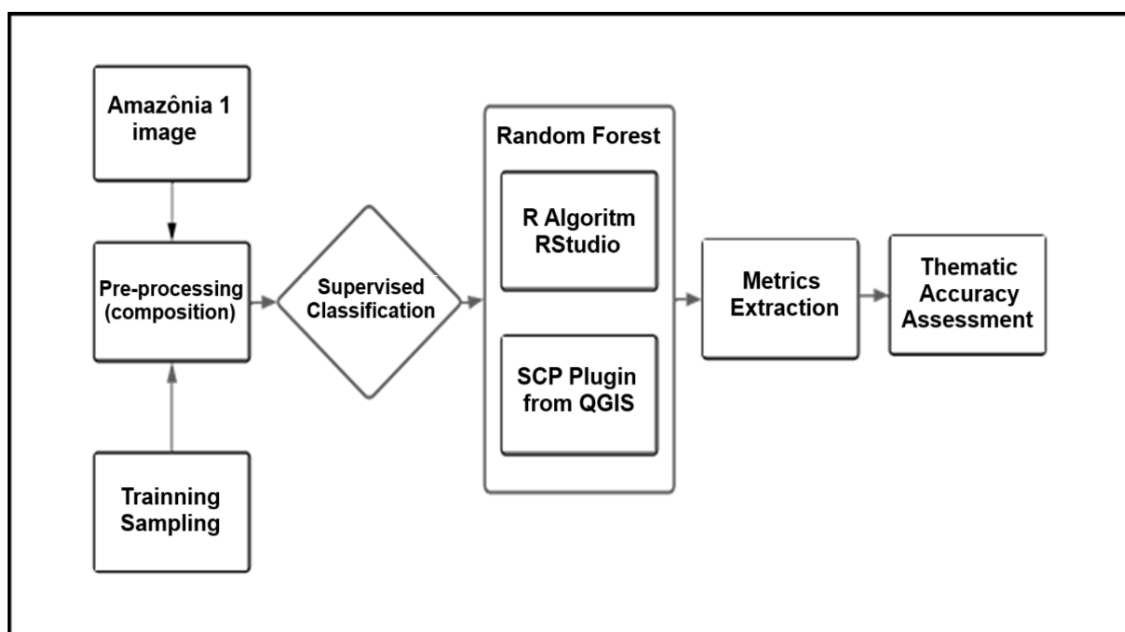 Amazônia 1
image
Pre-processing
(composition)
Trainning
Sampling
Supervised
Classification
Random Forest
R Algoritm
RStudio
SCP Plugin
from QGIS
Metrics
Extraction
Thematic
Accuracy
Assessment